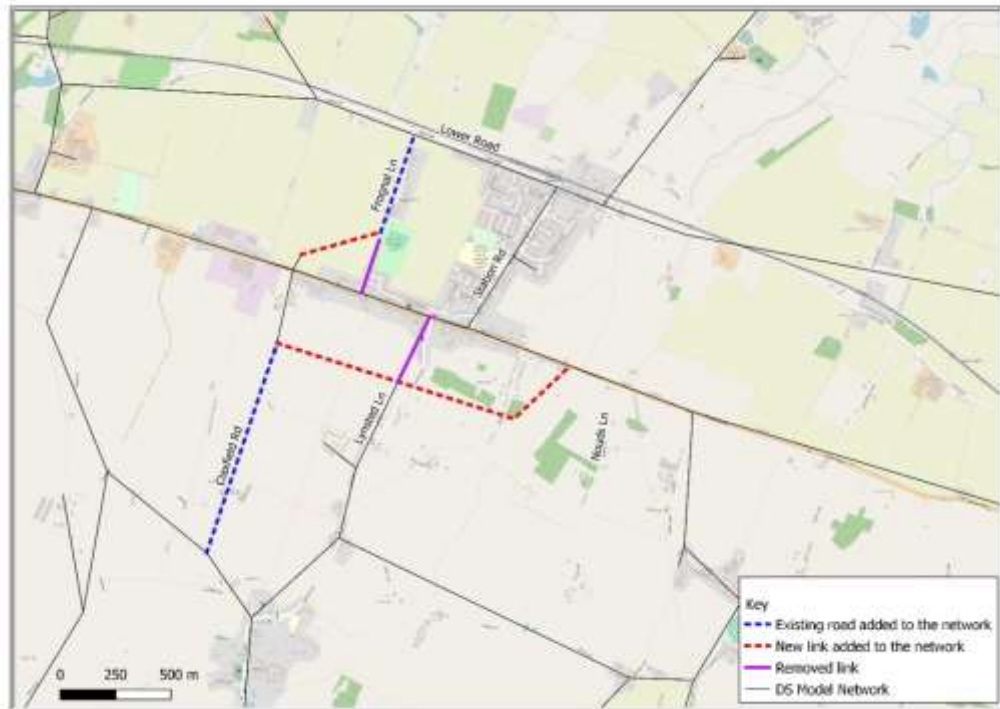 Lower Road
Frognal Ln
Station Rd
Lynsted Ln
Claxfield Rd
Nouds Ln
Key
Existing road added to the network
New link added to the network
Removed link
DS Model Network
0 250 500 m